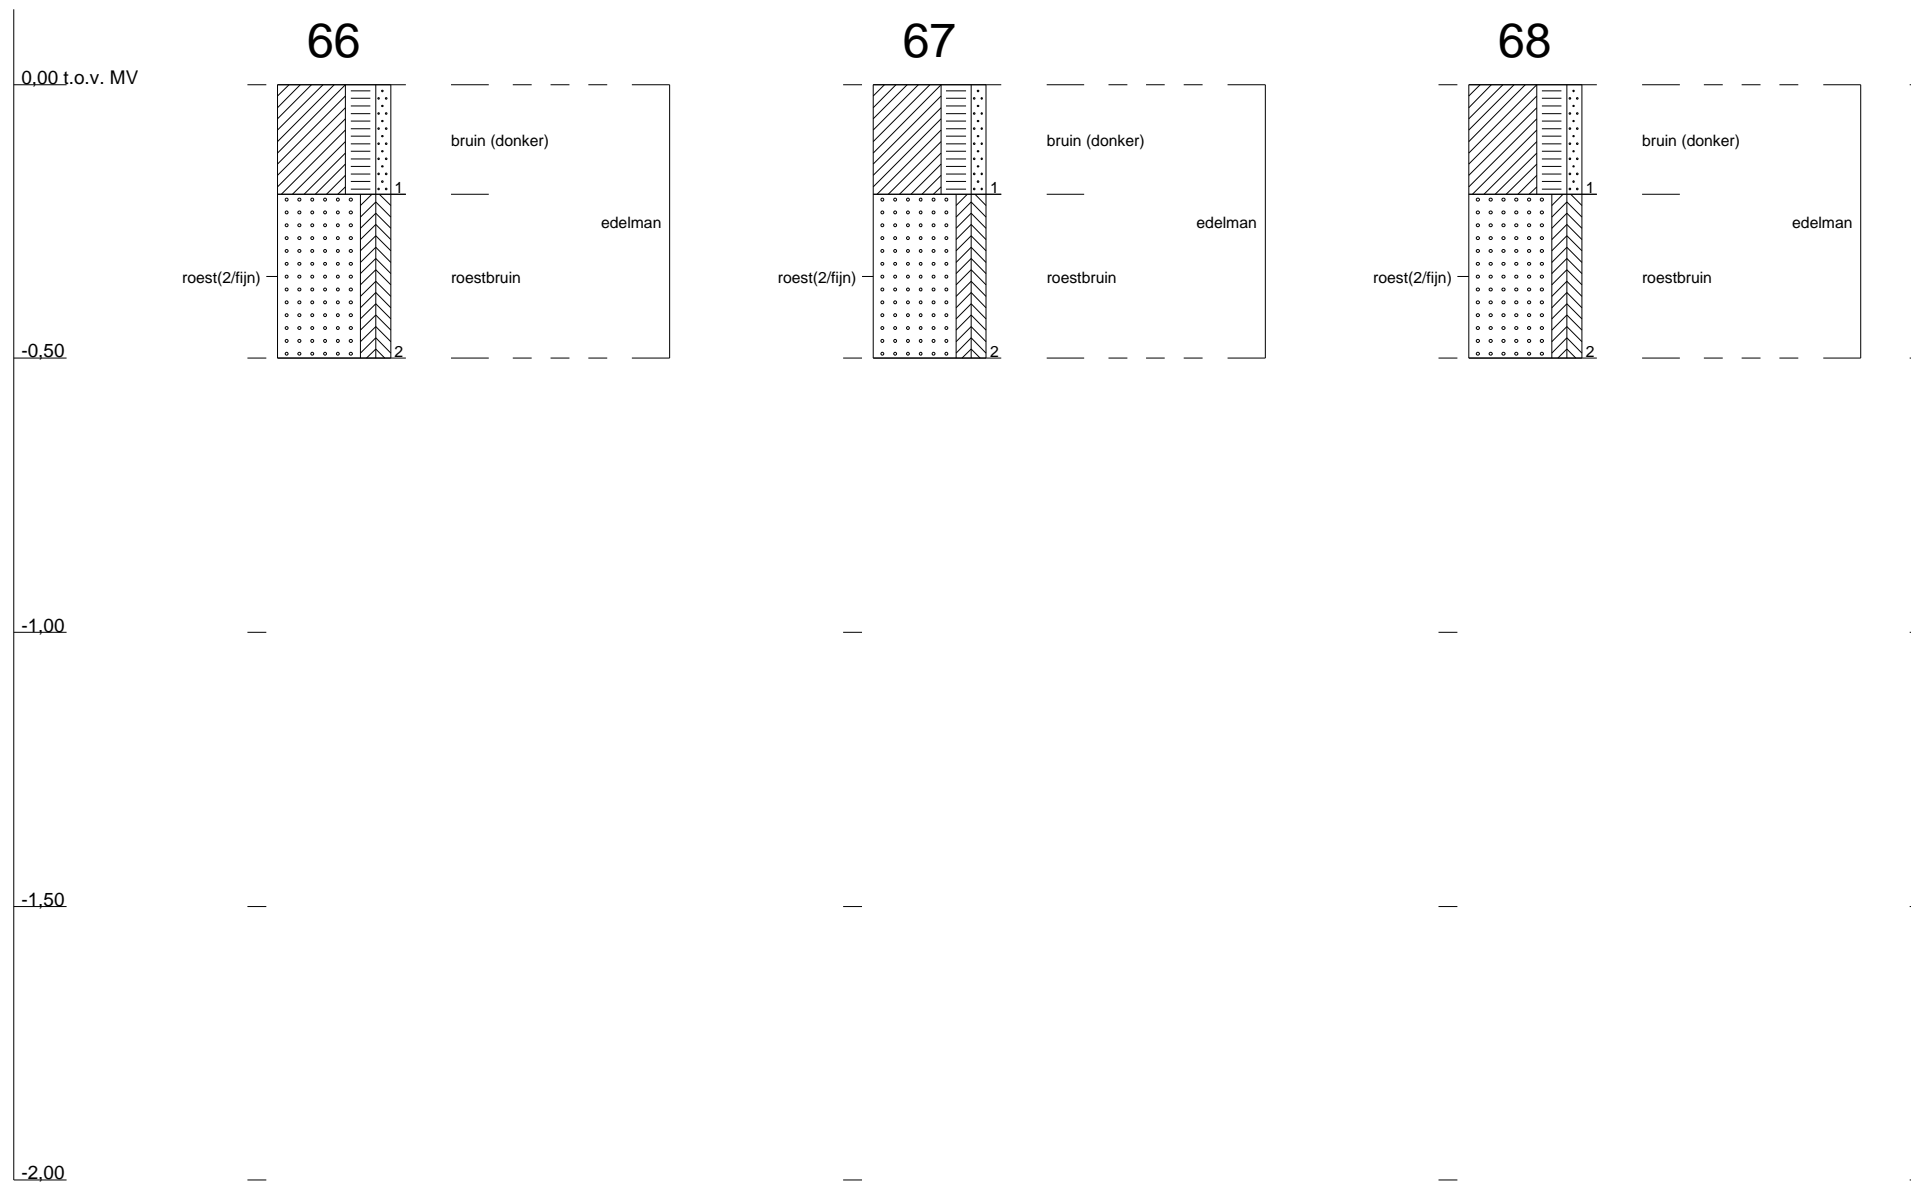 66 67 68
0,00 t.o.v. MV
bruin (donker) bruin (donker) bruin (donker)
1 1 1
edelman edelman edelman
roest(2/fijn) roestbruin roest(2/fijn) roestbruin roest(2/fijn) roestbruin
-0,50 2 2 2
-1,00
-1,50
-2,00